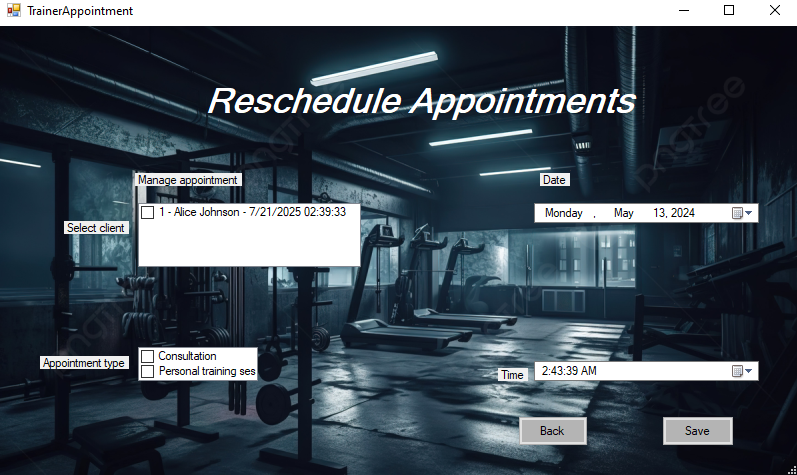 TrainerAppointment
Reschedule Appointments
Manage appointment
Date
Select client
1 - Alice Johnson - 7/21/2025 02:39:33
Monday , May 13, 2024
Appointment type
Consultation
Personal training ses
Time
2:43:39 AM
Back
Save
pngtree